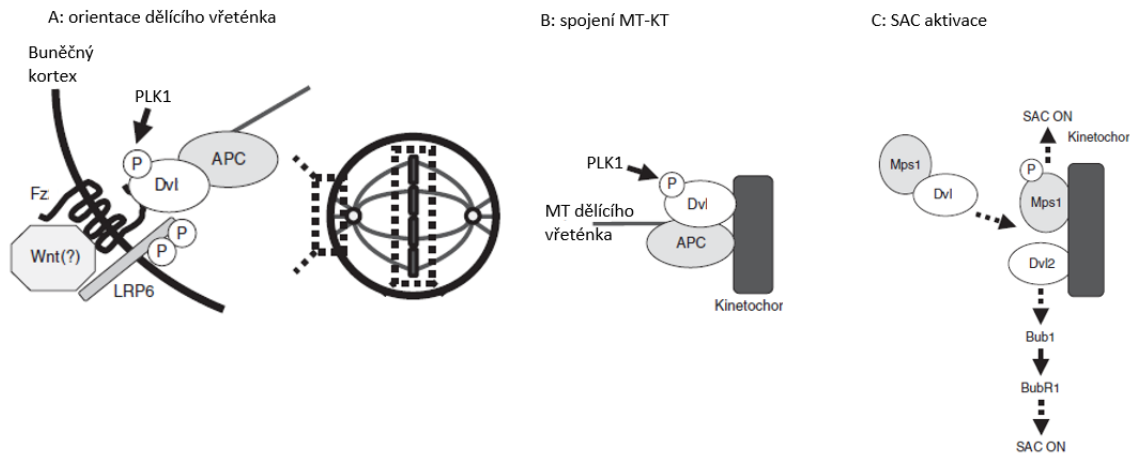 A: orientace dělícího vřeténka
Buněčný
kortex
PLK1
P
Dvl
APC
Fz
Wnt(?)
P
P
LRP6
B: spojení MT-KT
PLK1
P
Dvl
MT dělícího
vřeténka
APC
Kinetochor
C: SAC aktivace
SAC ON
Kinetochor
Mps1
P
Dvl
Mps1
Dvl2
Bub1
BubR1
SAC ON